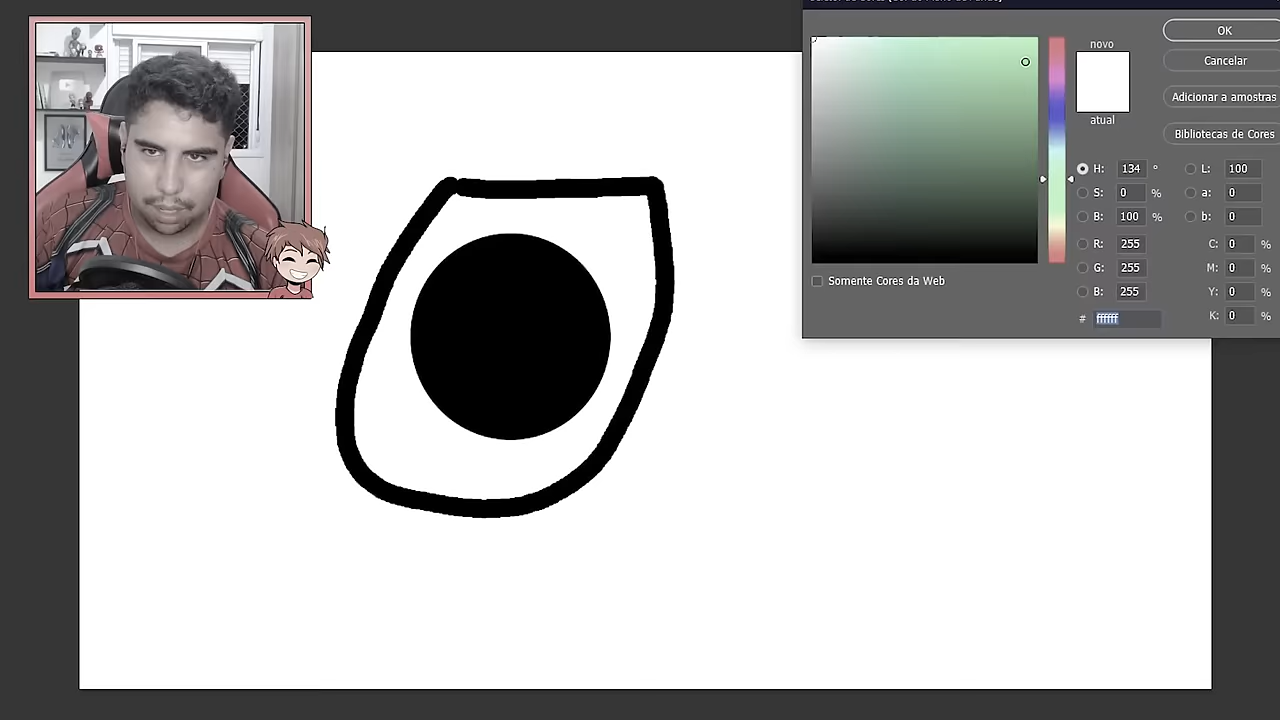 OK
novo
Cancelar
Adicionar a amostras
atual
Bibliotecas de Cores
H: 134 ° L: 100
S: 0 % a: 0
B: 100 % b: 0
R: 255 C: 0 %
G: 255 M: 0 %
Somente Cores da Web
B: 255 Y: 0 %
# ffffff K: 0 %